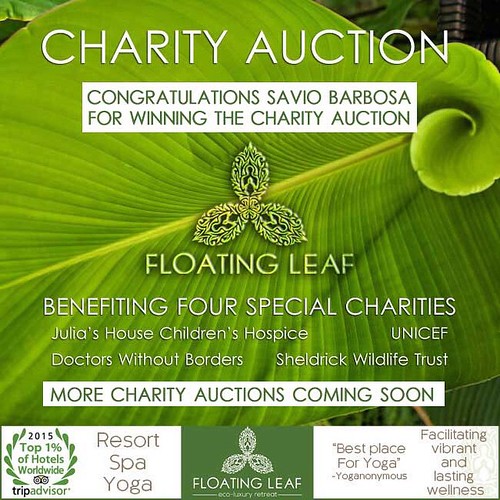 CHARITY AUCTION
CONGRATULATIONS SAVIO BARBOSA
FOR WINNING THE CHARITY AUCTION
FLOATING LEAF
BENEFITING FOUR SPECIAL CHARITIES
Julia's House Children's Hospice UNICEF
Doctors Without Borders Sheldrick Wildlife Trust
MORE CHARITY AUCTIONS COMING SOON
2015
Top 1%
of Hotels
Worldwide
tripadvisor
Resort
Spa
Yoga
FLOATING LEAF
eco-luxury retreat
"Best place
For Yoga"
-Yoganonymous
Facilitating
vibrant
and
lasting
wellness